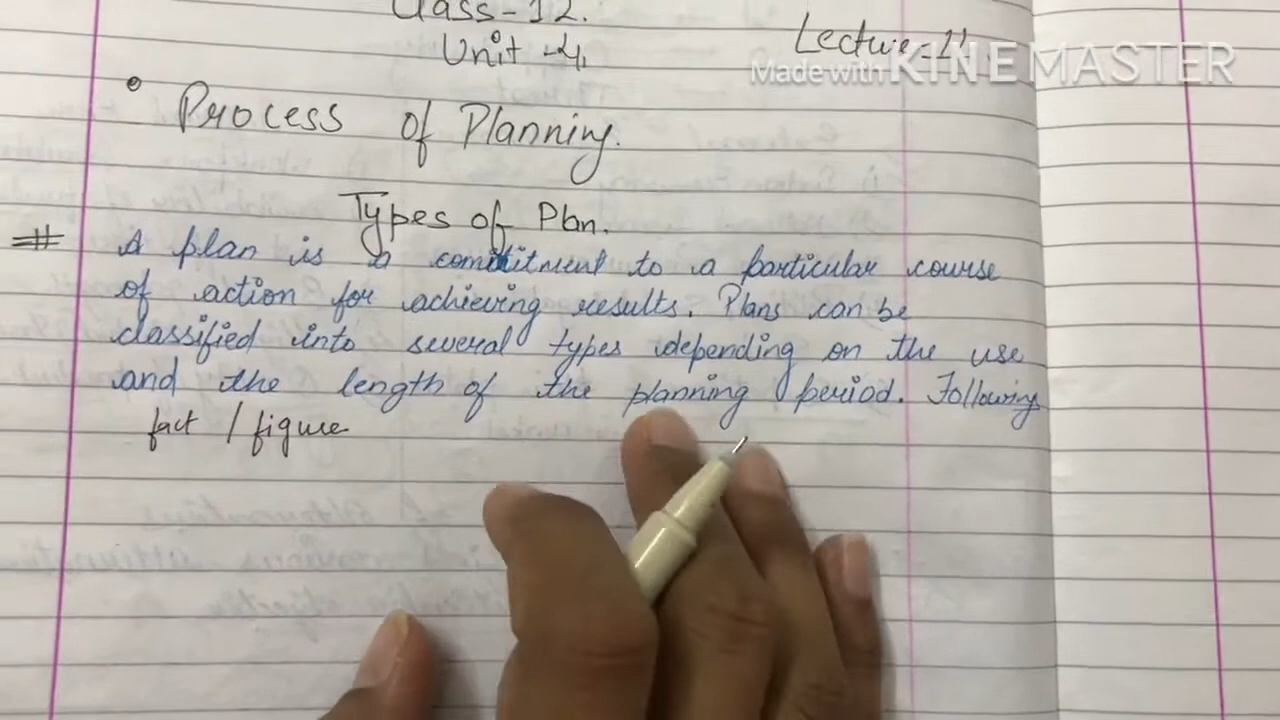 Class-12.
Unit-4.
Lecture-11.
Made with KINEMASTER
Process of Planning.
Types of Plan.
# A plan is a comitment to a particular course
of action for achieving results. Plans can be
classified into several types depending on the use
and the length of the planning period. Following
fact / figure